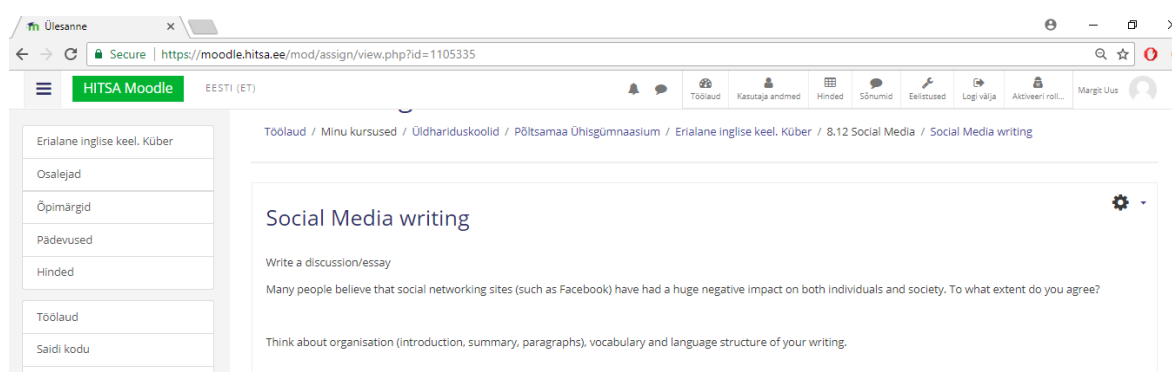 Ülesanne
Secure | https://moodle.hitsa.ee/mod/assign/view.php?id=1105335
HITSA Moodle EESTI (ET) Töölaud Kasutaja andmed Hinded Sõnumid Eelistused Logi välja Aktiveeri roll... Margit Uus
Töölaud / Minu kursused / Üldhariduskoolid / Põltsamaa Ühisgümnaasium / Erialane inglise keel. Küber / 8.12 Social Media / Social Media writing
Erialane inglise keel. Küber
Osalejad
Õpimärgid
Pädevused
Hinded
Töölaud
Saidi kodu
Social Media writing
Write a discussion/essay
Many people believe that social networking sites (such as Facebook) have had a huge negative impact on both individuals and society. To what extent do you agree?
Think about organisation (introduction, summary, paragraphs), vocabulary and language structure of your writing.